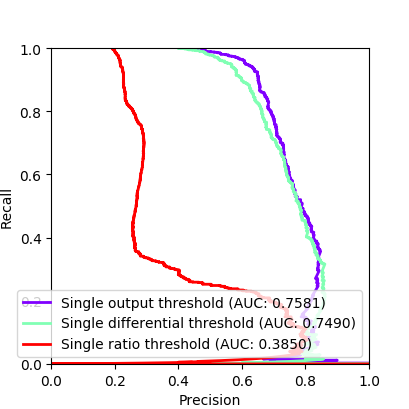 1.0
0.8
0.6
0.4
0.2
0.0
Recall
Single output threshold (AUC: 0.7581)
Single differential threshold (AUC: 0.7490)
Single ratio threshold (AUC: 0.3850)
0.0 0.2 0.4 0.6 0.8 1.0
Precision